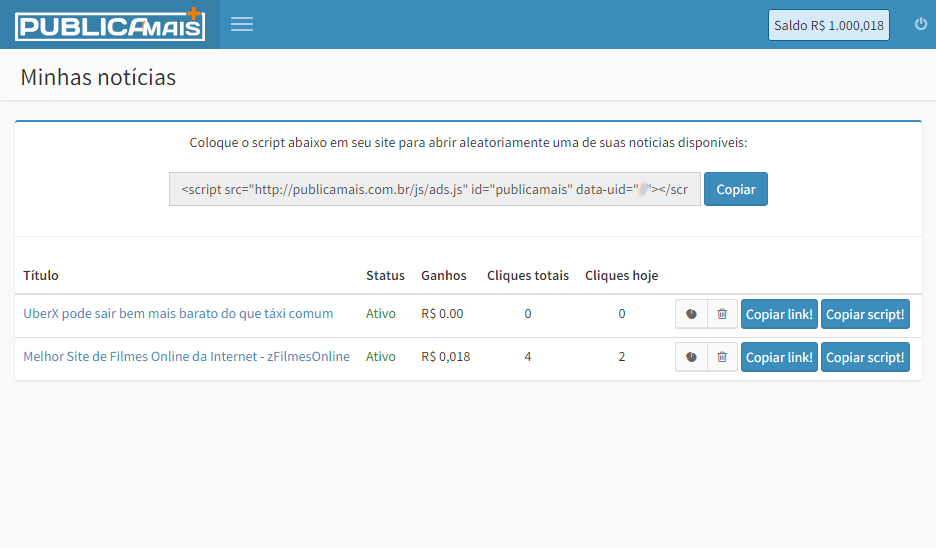 PUBLICAMAIS
Saldo R$ 1.000,018
Minhas notícias
Coloque o script abaixo em seu site para abrir aleatoriamente uma de suas notícias disponíveis:
<script src="http://publicamais.com.br/js/ads.js" id="publicamais" data-uid=" "></scr
Copiar
Título Status Ganhos Cliques totais Cliques hoje
UberX pode sair bem mais barato do que táxi comum Ativo R$ 0.00 0 0 Copiar link! Copiar script!
Melhor Site de Filmes Online da Internet - zFilmesOnline Ativo R$ 0,018 4 2 Copiar link! Copiar script!